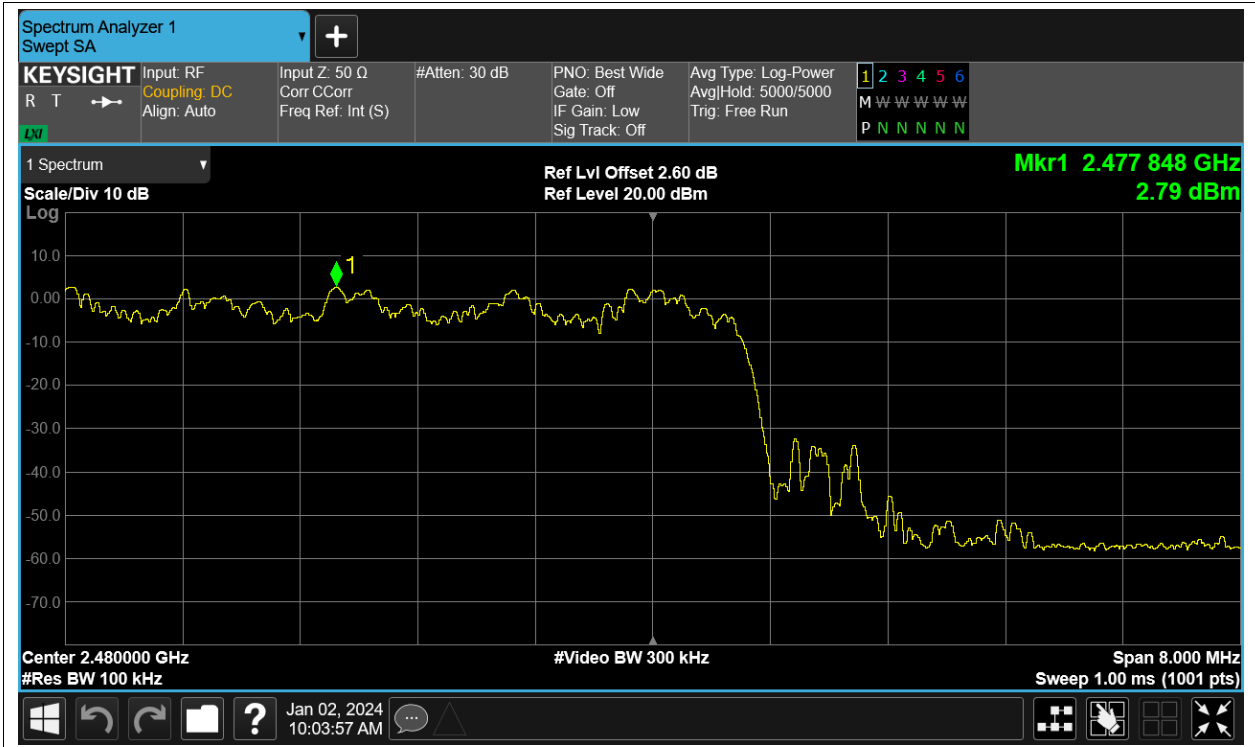 Spectrum Analyzer 1
Swept SA
+
KEYSIGHT
R T
LXI
Input: RF
Coupling: DC
Align: Auto
Input Z: 50 Ω
Corr CCorr
Freq Ref: Int (S)
#Atten: 30 dB
PNO: Best Wide
Gate: Off
IF Gain: Low
Sig Track: Off
Avg Type: Log-Power
Avg|Hold: 5000/5000
Trig: Free Run
1 2 3 4 5 6
M W W W W W
P N N N N N
1 Spectrum
Scale/Div 10 dB
Log
Ref Lvl Offset 2.60 dB
Ref Level 20.00 dBm
Mkr1 2.477 848 GHz
2.79 dBm
10.0
1
0.00
-10.0
-20.0
-30.0
-40.0
-50.0
-60.0
-70.0
Center 2.480000 GHz
#Res BW 100 kHz
#Video BW 300 kHz
Span 8.000 MHz
Sweep 1.00 ms (1001 pts)
?
Jan 02, 2024
10:03:57 AM